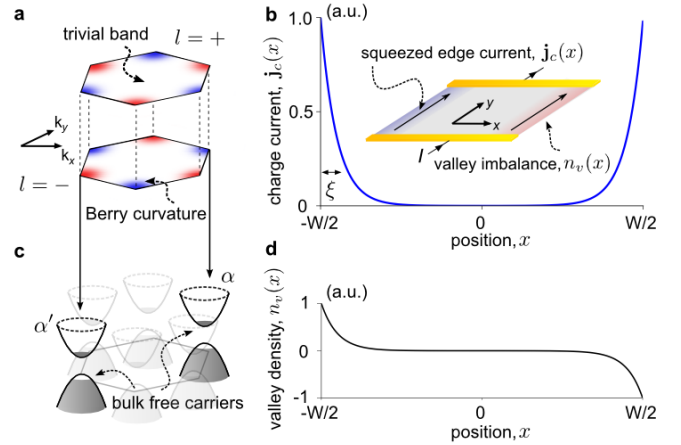 a
trivial band
l = +
k_y
k_x
l = −
Berry curvature
b
(a.u.)
1
0.5
0
charge current, j_c(x)
squeezed edge current, j_c(x)
y
x
I
valley imbalance, n_v(x)
ξ
-W/2
0
W/2
position, x
c
α
α′
bulk free carriers
d
(a.u.)
1
0
-1
valley density, n_v(x)
-W/2
0
W/2
position, x